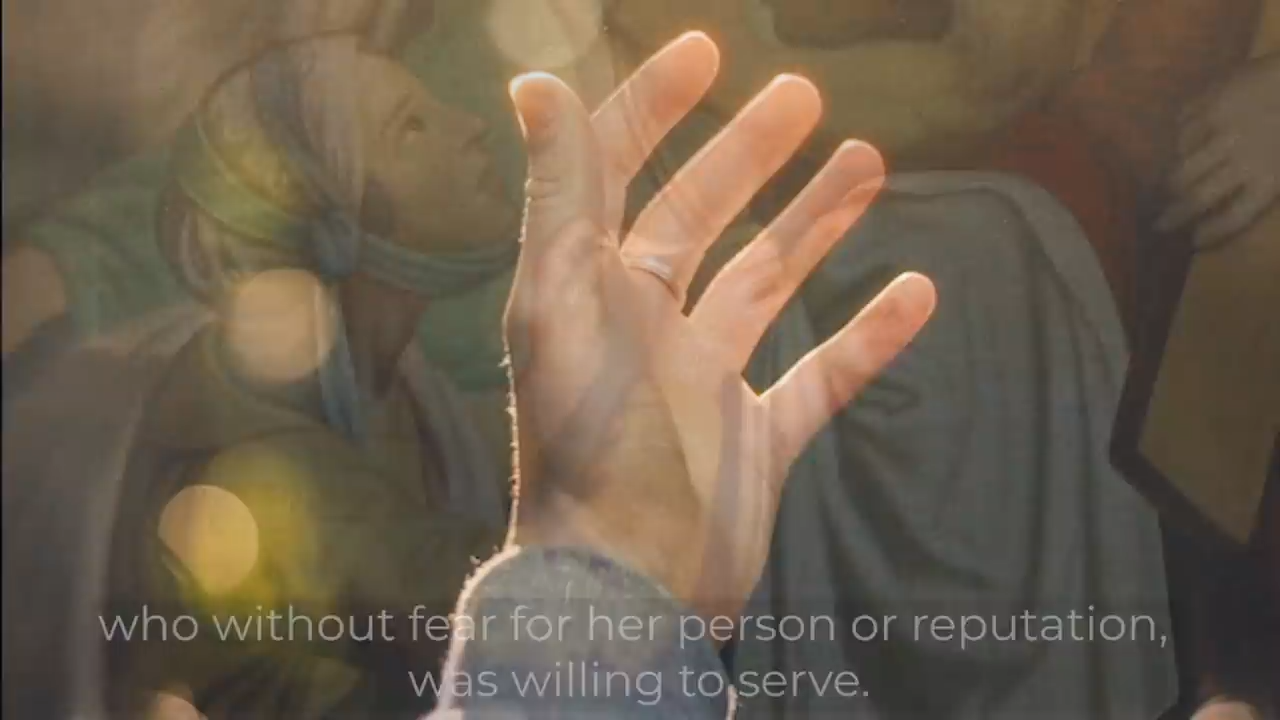 who without fear for her person or reputation,
was willing to serve.